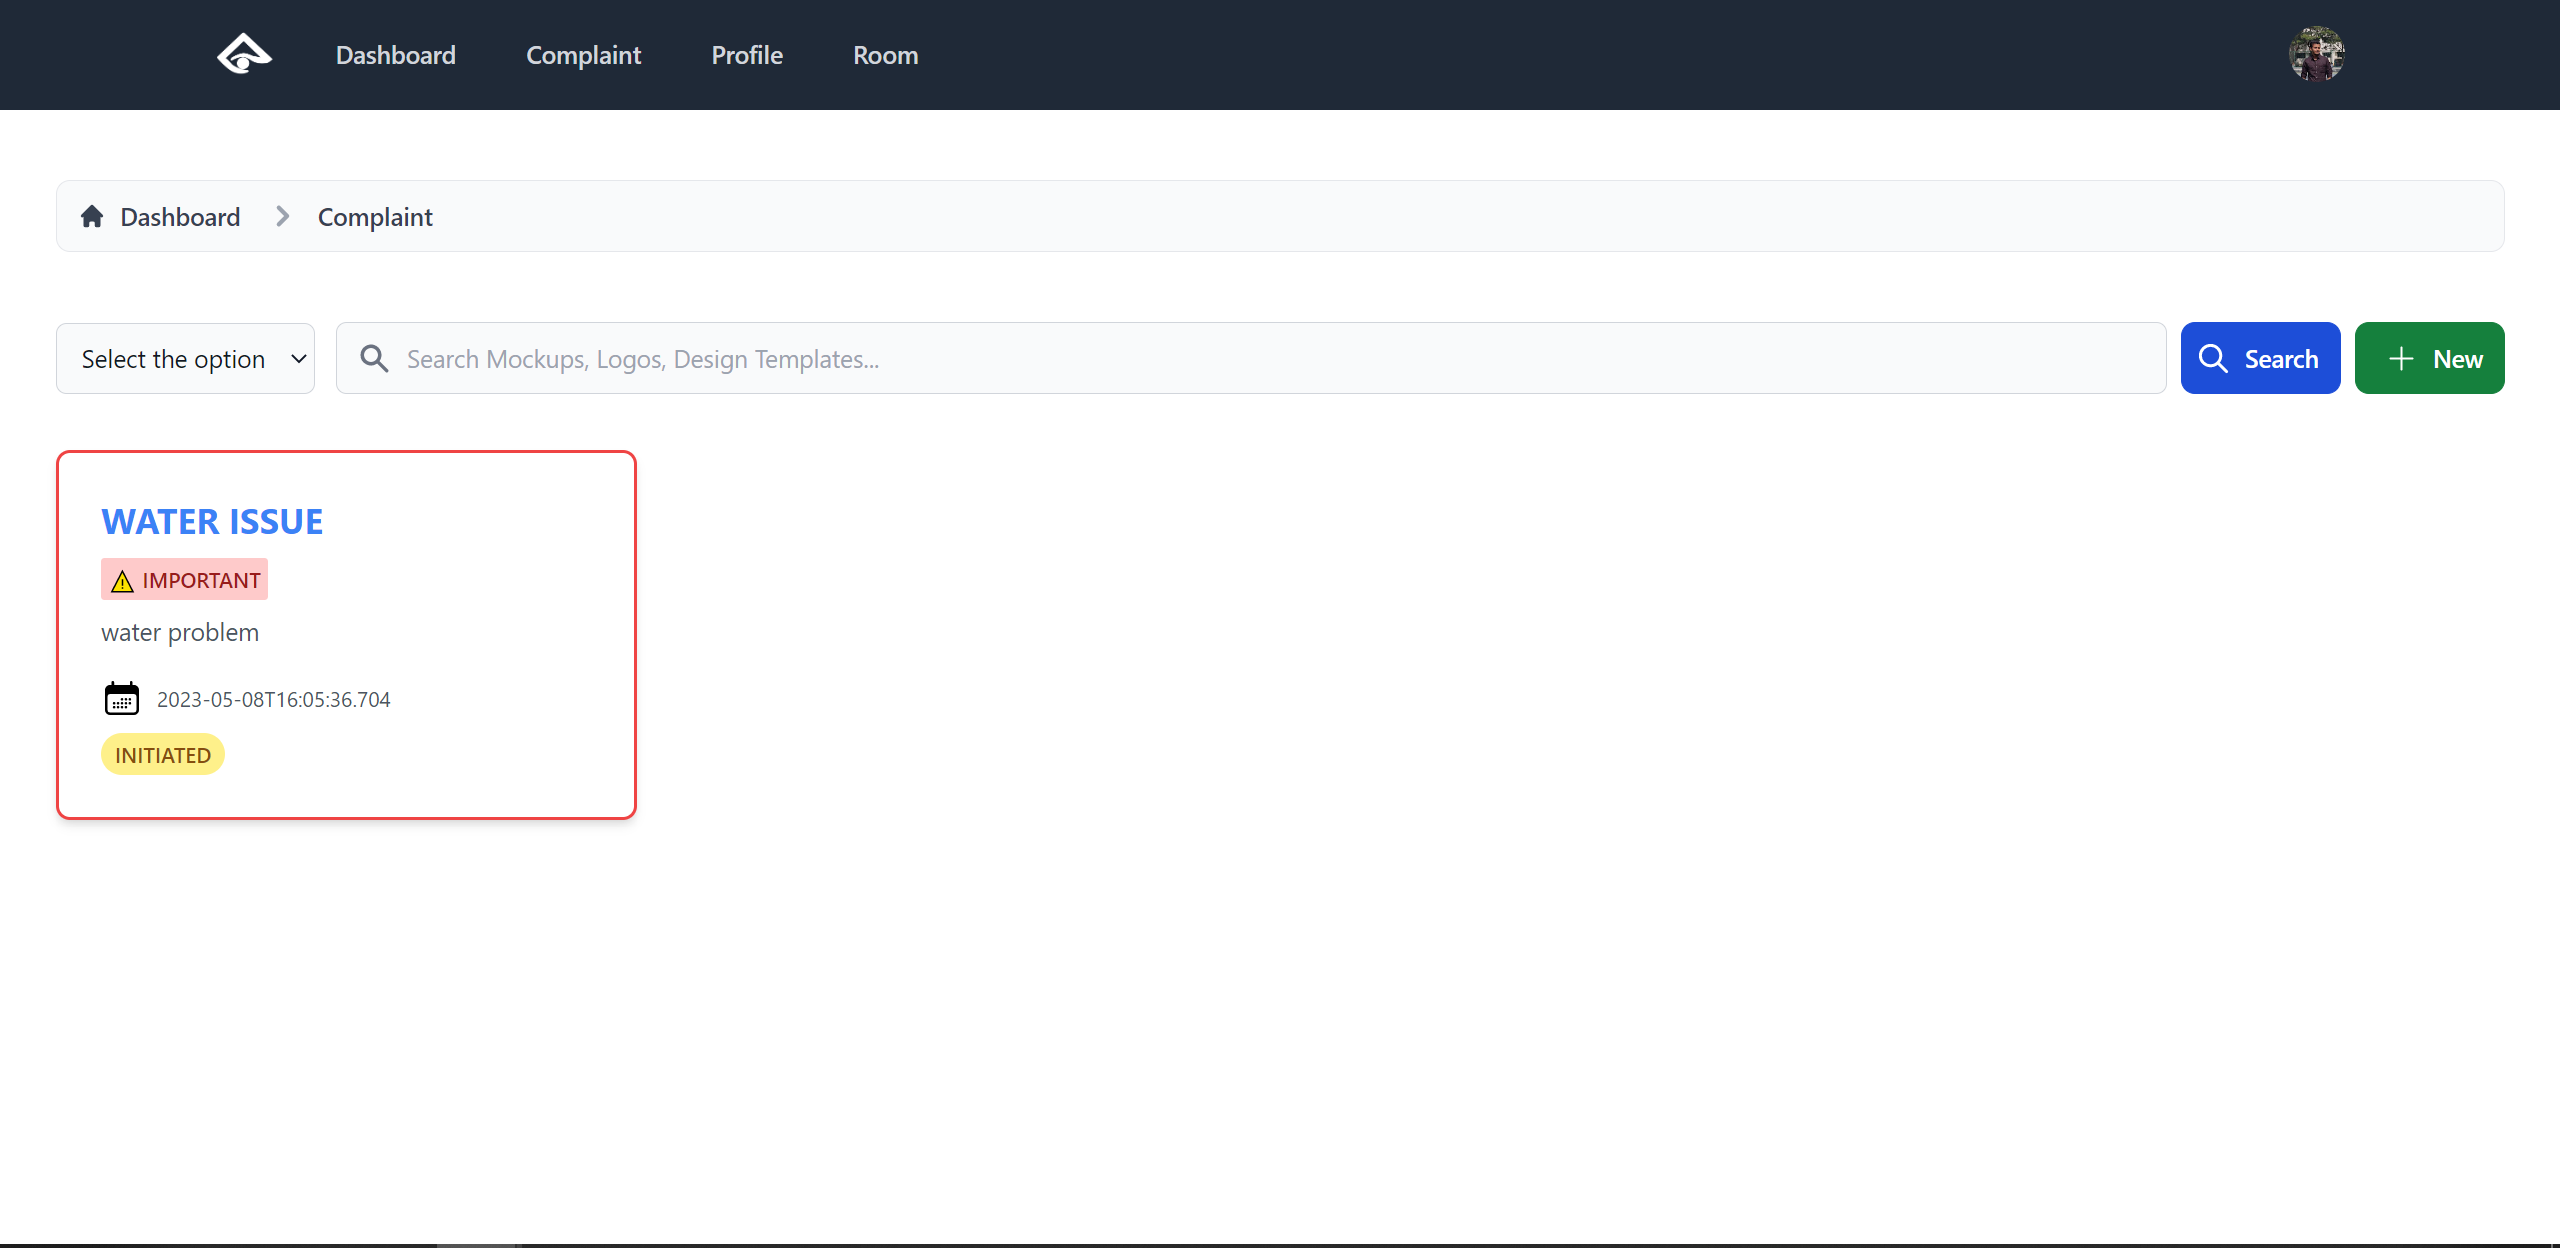 Dashboard Complaint Profile Room
Dashboard Complaint
Select the option Search Mockups, Logos, Design Templates... Search New
WATER ISSUE
IMPORTANT
water problem
2023-05-08T16:05:36.704
INITIATED